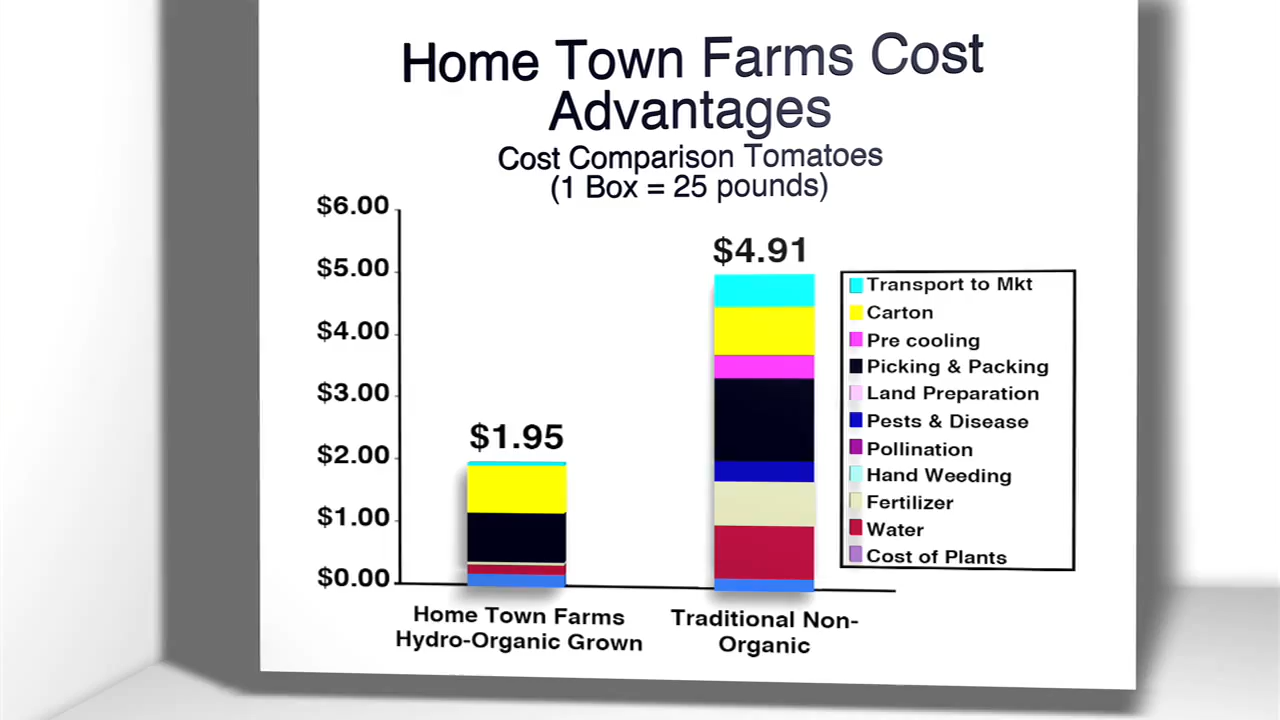 Home Town Farms Cost
Advantages
Cost Comparison Tomatoes
(1 Box = 25 pounds)
$6.00
$5.00
$4.00
$3.00
$2.00
$1.00
$0.00
$1.95
$4.91
Home Town Farms
Hydro-Organic Grown
Traditional Non-
Organic
Transport to Mkt
Carton
Pre cooling
Picking & Packing
Land Preparation
Pests & Disease
Pollination
Hand Weeding
Fertilizer
Water
Cost of Plants